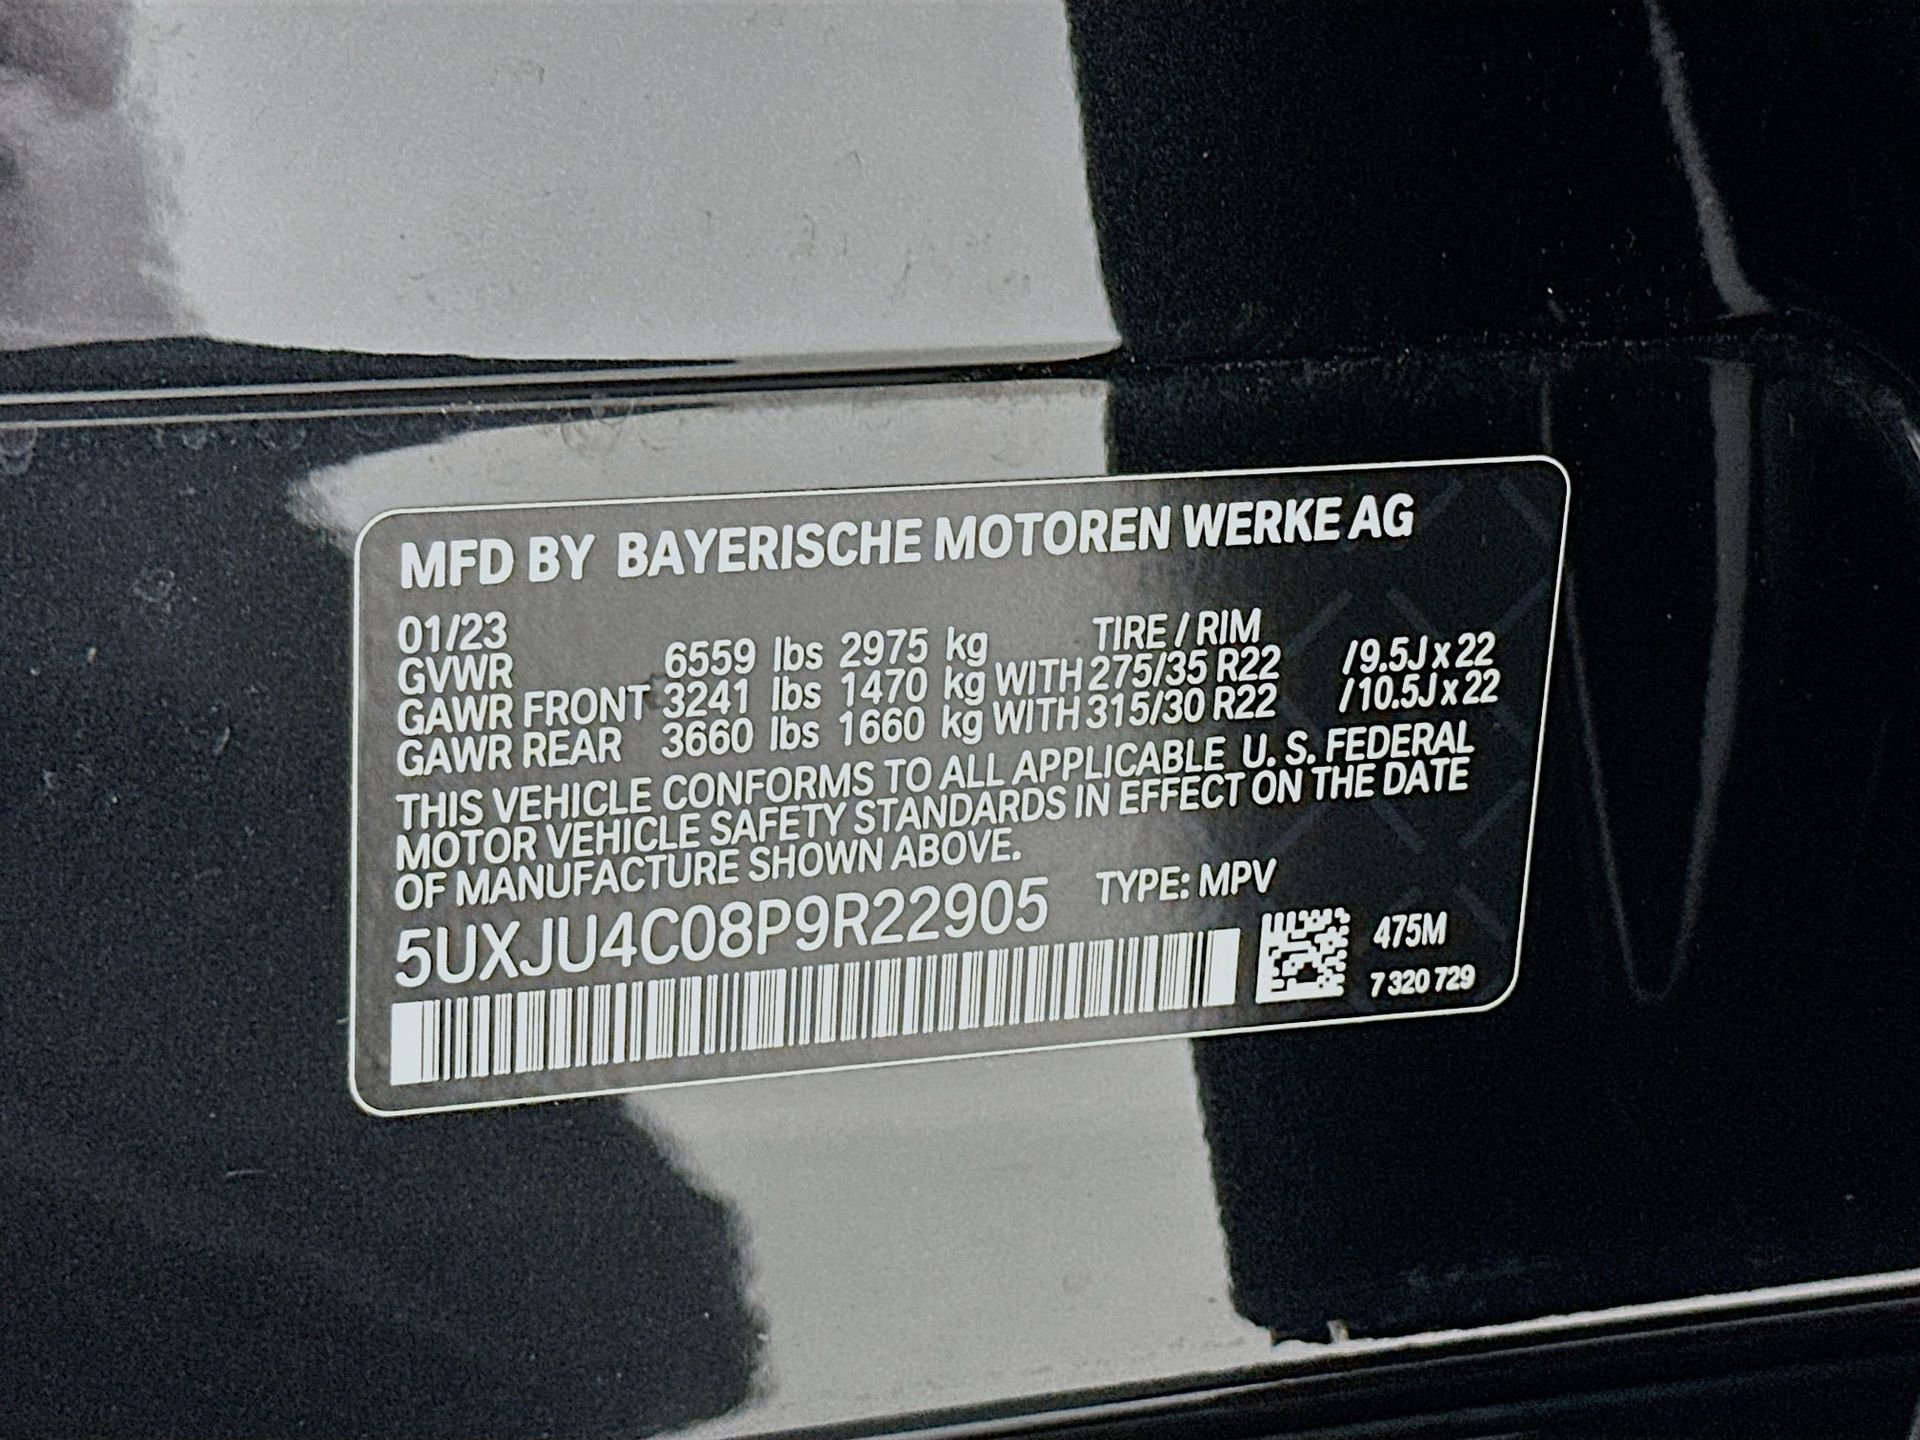 MFD BY BAYERISCHE MOTOREN WERKE AG
01/23 TIRE / RIM
GVWR 6559 lbs 2975 kg
GAWR FRONT 3241 lbs 1470 kg WITH 275/35 R22 /9.5J x 22
GAWR REAR 3660 lbs 1660 kg WITH 315/30 R22 /10.5J x 22
THIS VEHICLE CONFORMS TO ALL APPLICABLE U. S. FEDERAL
MOTOR VEHICLE SAFETY STANDARDS IN EFFECT ON THE DATE
OF MANUFACTURE SHOWN ABOVE.
5UXJU4C08P9R22905 TYPE: MPV
475M
7 320 729